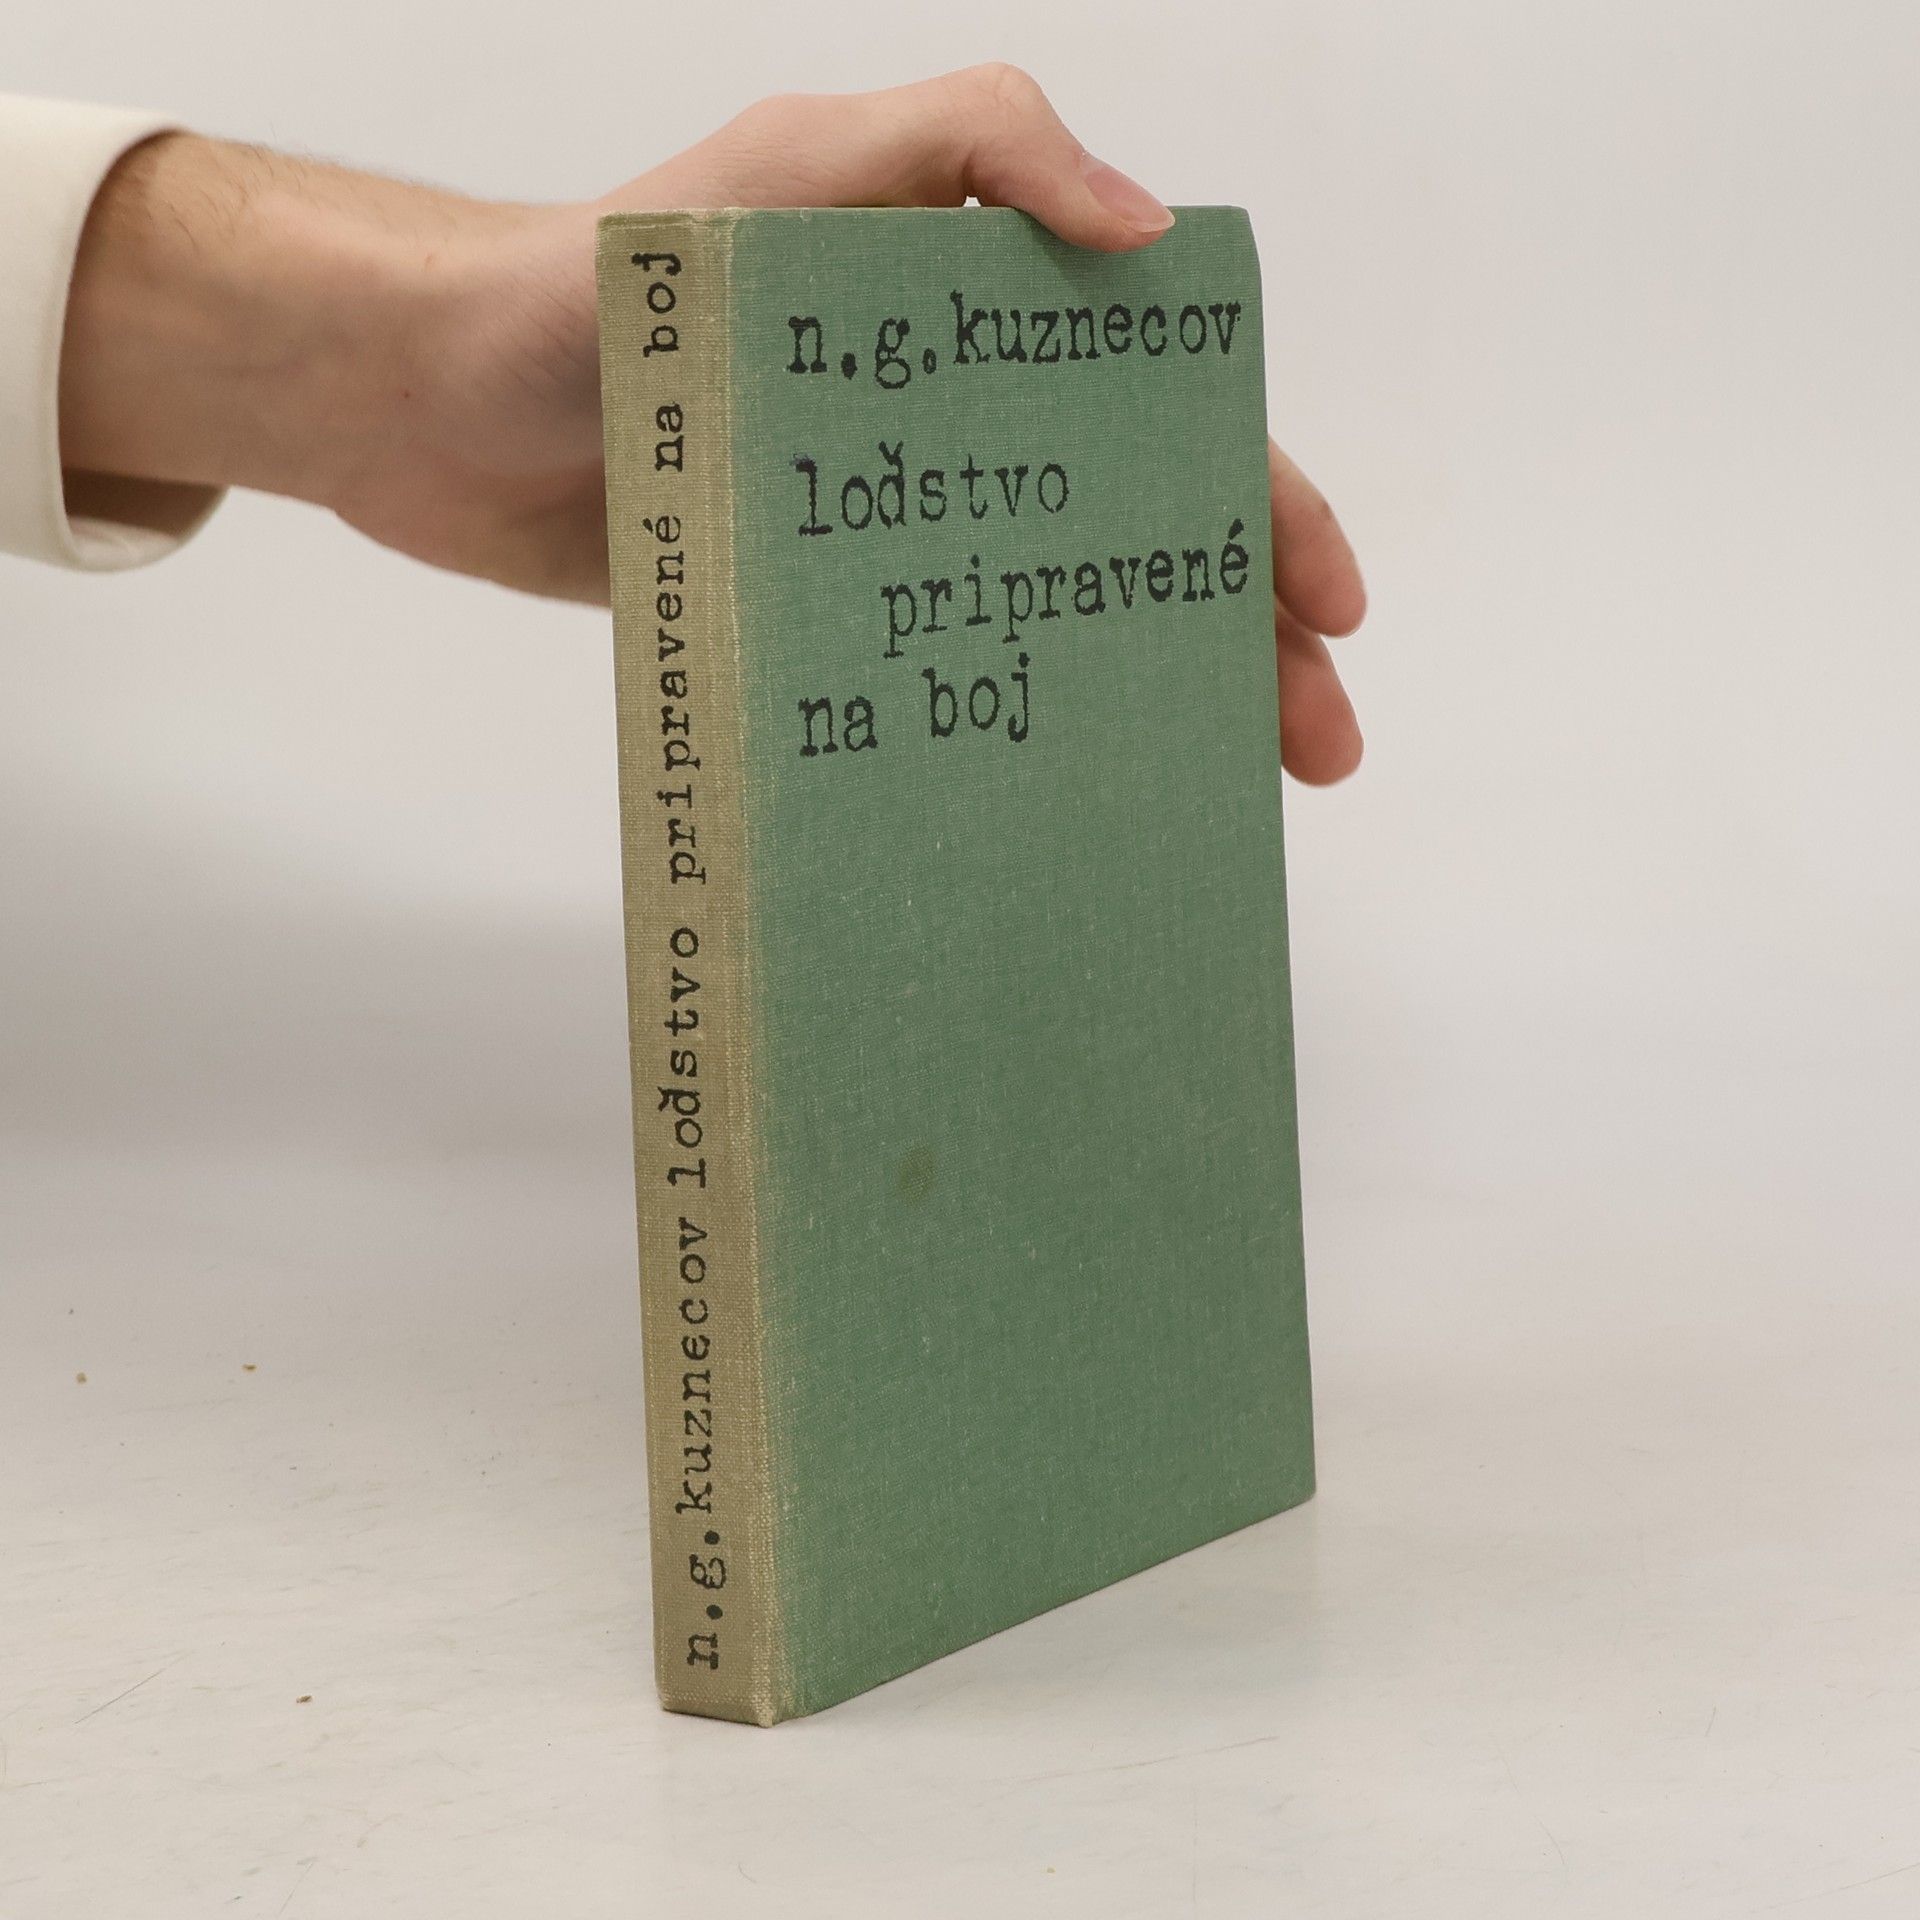 n.g.kuznecov loďstvo pripravené na boj
n.g.kuznecov
loďstvo
pripravené
na boj